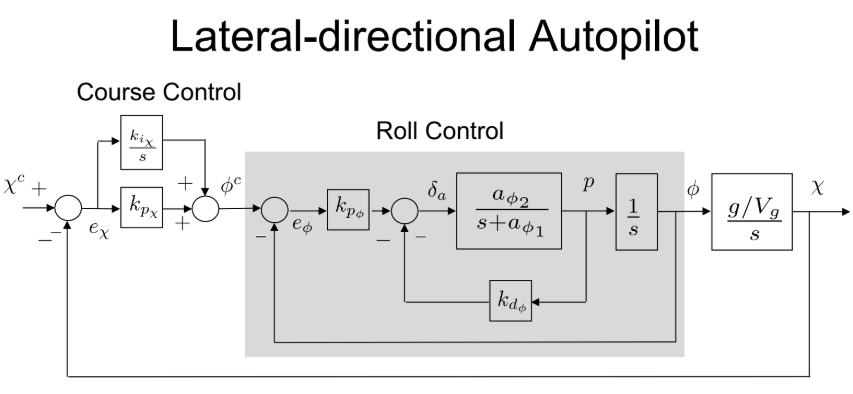 Lateral-directional Autopilot
Course Control
Roll Control
k_{i_χ}
s
χ^c +
+
φ^c
k_{p_χ}
+
e_χ
− −
k_{p_φ}
e_φ
−
δ_a
− −
a_{φ_2}
s+a_{φ_1}
p
1
s
φ
g/V_g
s
χ
k_{d_φ}